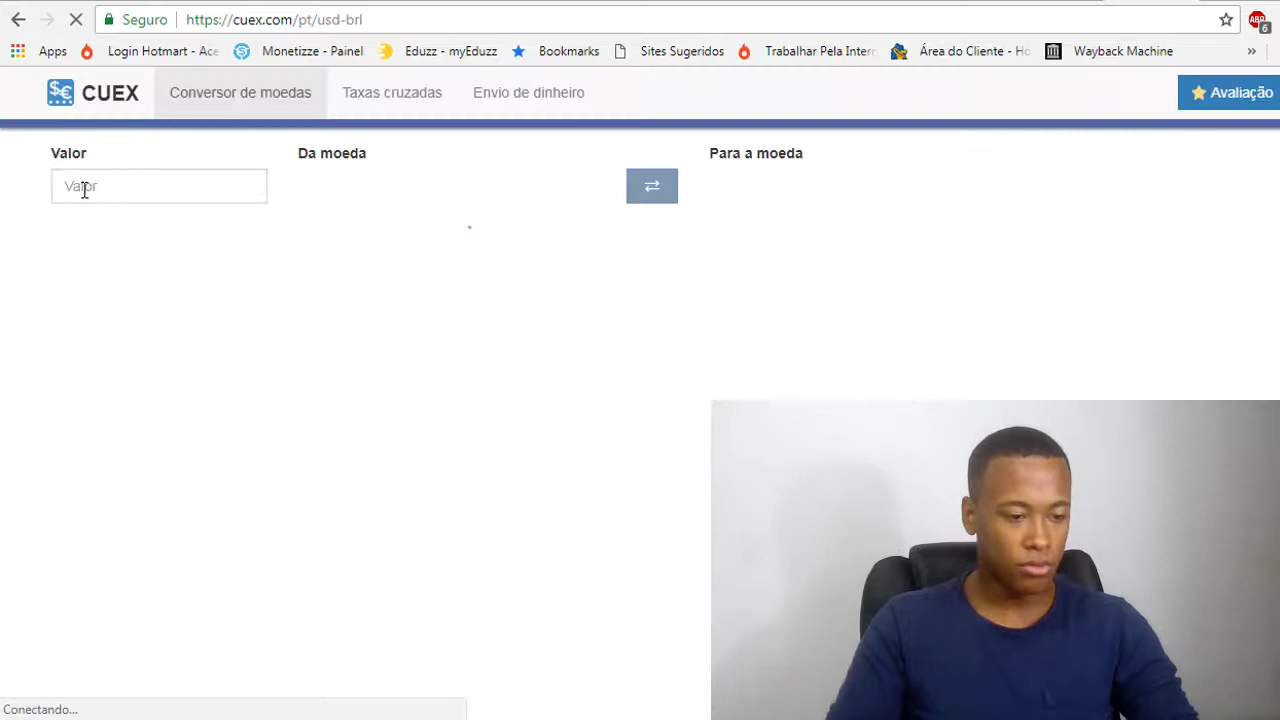 Seguro https://cuex.com/pt/usd-brl
6
Apps Login Hotmart - Ace Monetizze - Painel Eduzz - myEduzz Bookmarks Sites Sugeridos Trabalhar Pela Intern Área do Cliente - Ho Wayback Machine »
CUEX Conversor de moedas Taxas cruzadas Envio de dinheiro Avaliação
Valor Da moeda Para a moeda
Valor
Conectando...